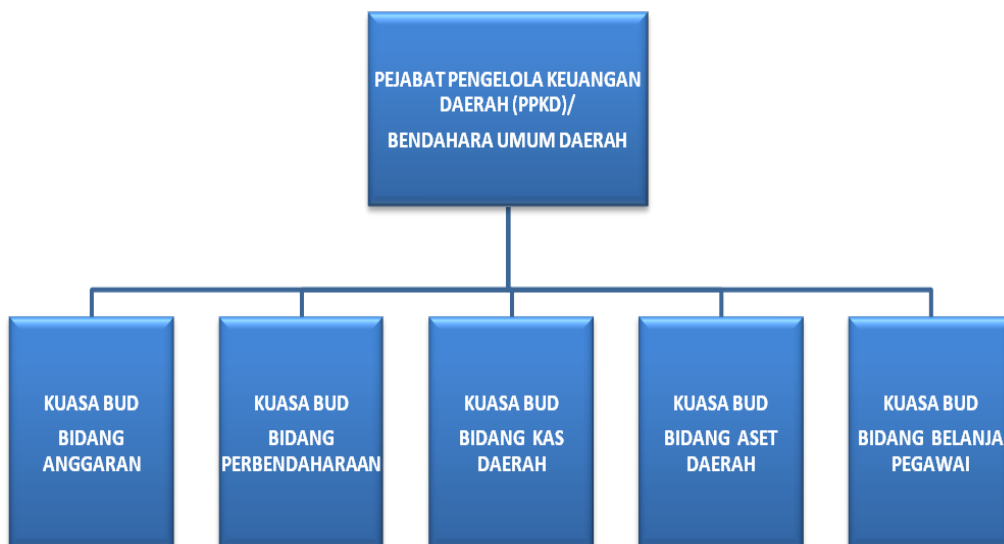 PEJABAT PENGELOLA KEUANGAN
DAERAH (PPKD)/
BENDAHARA UMUM DAERAH
KUASA BUD
BIDANG
ANGGARAN
KUASA BUD
BIDANG
PERBENDAHARAAN
KUASA BUD
BIDANG KAS
DAERAH
KUASA BUD
BIDANG ASET
DAERAH
KUASA BUD
BIDANG BELANJA
PEGAWAI